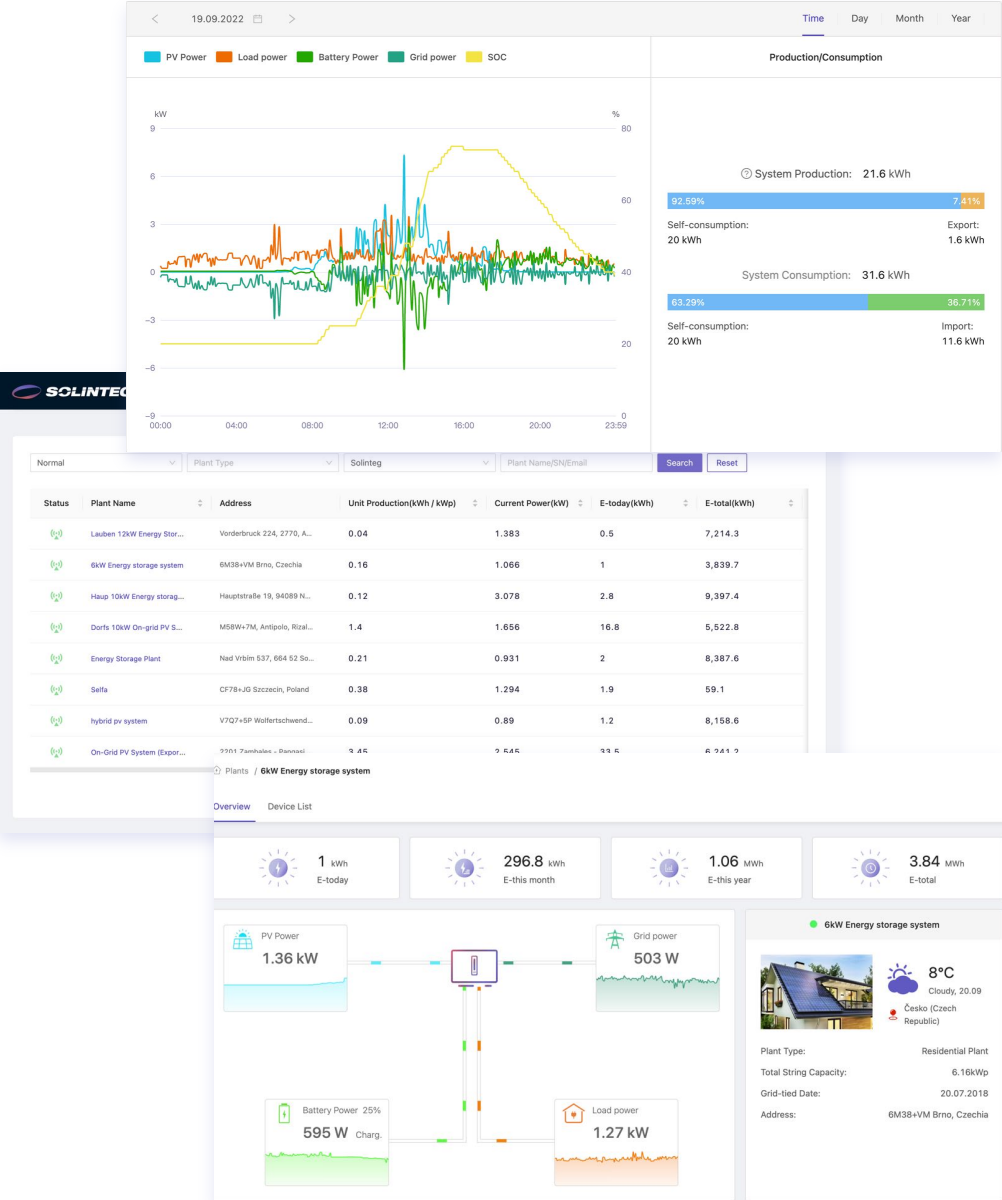 19.09.2022
Time Day Month Year
PV Power Load power Battery Power Grid power SOC
Production/Consumption
kW %
9 80
6
60
3
0 40
−3
20
−6
−9 0
00:00 04:00 08:00 12:00 16:00 20:00 23:59
System Production: 21.6 kWh
92.59% 7.41%
Self-consumption: Export:
20 kWh 1.6 kWh
System Consumption: 31.6 kWh
63.29% 36.71%
Self-consumption: Import:
20 kWh 11.6 kWh
SOLINTEG
Normal Plant Type Solinteg Plant Name/SN/Email Search Reset
Status Plant Name Address Unit Production(kWh / kWp) Current Power(kW) E-today(kWh) E-total(kWh)
Lauben 12kW Energy Stor... Vorderbruck 224, 2770, A... 0.04 1.383 0.5 7,214.3
6kW Energy storage system 6M38+VM Brno, Czechia 0.16 1.066 1 3,839.7
Haup 10kW Energy storag... Hauptstraße 19, 94089 N... 0.12 3.078 2.8 9,397.4
Dorfs 10kW On-grid PV S... M58W+7M, Antipolo, Rizal... 1.4 1.656 16.8 5,522.8
Energy Storage Plant Nad Vrbim 537, 664 52 So... 0.21 0.931 2 8,387.6
Selfa CF78+JG Szczecin, Poland 0.38 1.294 1.9 59.1
hybrid pv system V7Q7+5P Wolfertschwend... 0.09 0.89 1.2 8,158.6
On-Grid PV System (Expor... 2201 Zambales - Pangasi... 3.45 2.545 33.5 6,241.2
Plants / 6kW Energy storage system
Overview Device List
1 kWh
E-today
296.8 kWh
E-this month
1.06 MWh
E-this year
3.84 MWh
E-total
PV Power
1.36 kW
Grid power
503 W
Battery Power 25%
595 W Charg.
Load power
1.27 kW
6kW Energy storage system
8°C
Cloudy, 20.09
Česko (Czech
Republic)
Plant Type: Residential Plant
Total String Capacity: 6.16kWp
Grid-tied Date: 20.07.2018
Address: 6M38+VM Brno, Czechia